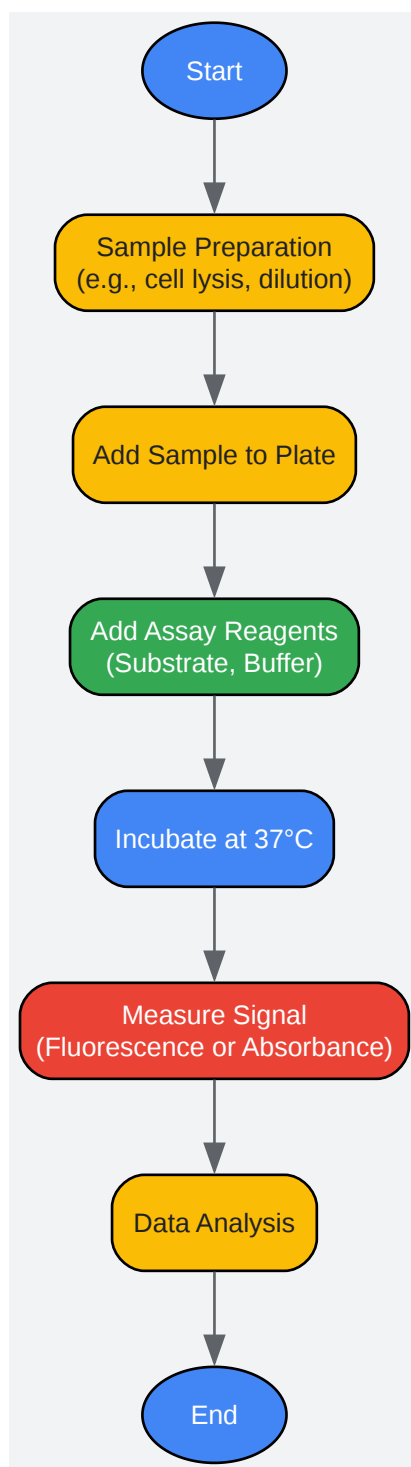 Start
Sample Preparation
(e.g., cell lysis, dilution)
Add Sample to Plate
Add Assay Reagents
(Substrate, Buffer)
Incubate at 37°C
Measure Signal
(Fluorescence or Absorbance)
Data Analysis
End